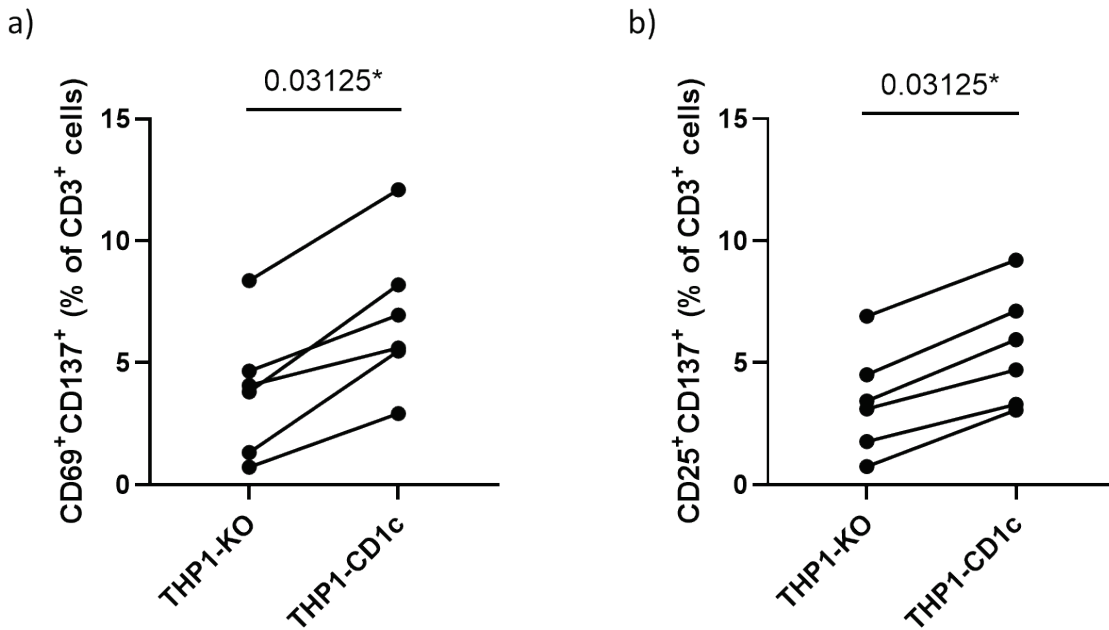 a)
0.03125*
CD69⁺CD137⁺ (% of CD3⁺ cells)
15
10
5
0
THP1-KO
THP1-CD1c
b)
0.03125*
CD25⁺CD137⁺ (% of CD3⁺ cells)
15
10
5
0
THP1-KO
THP1-CD1c